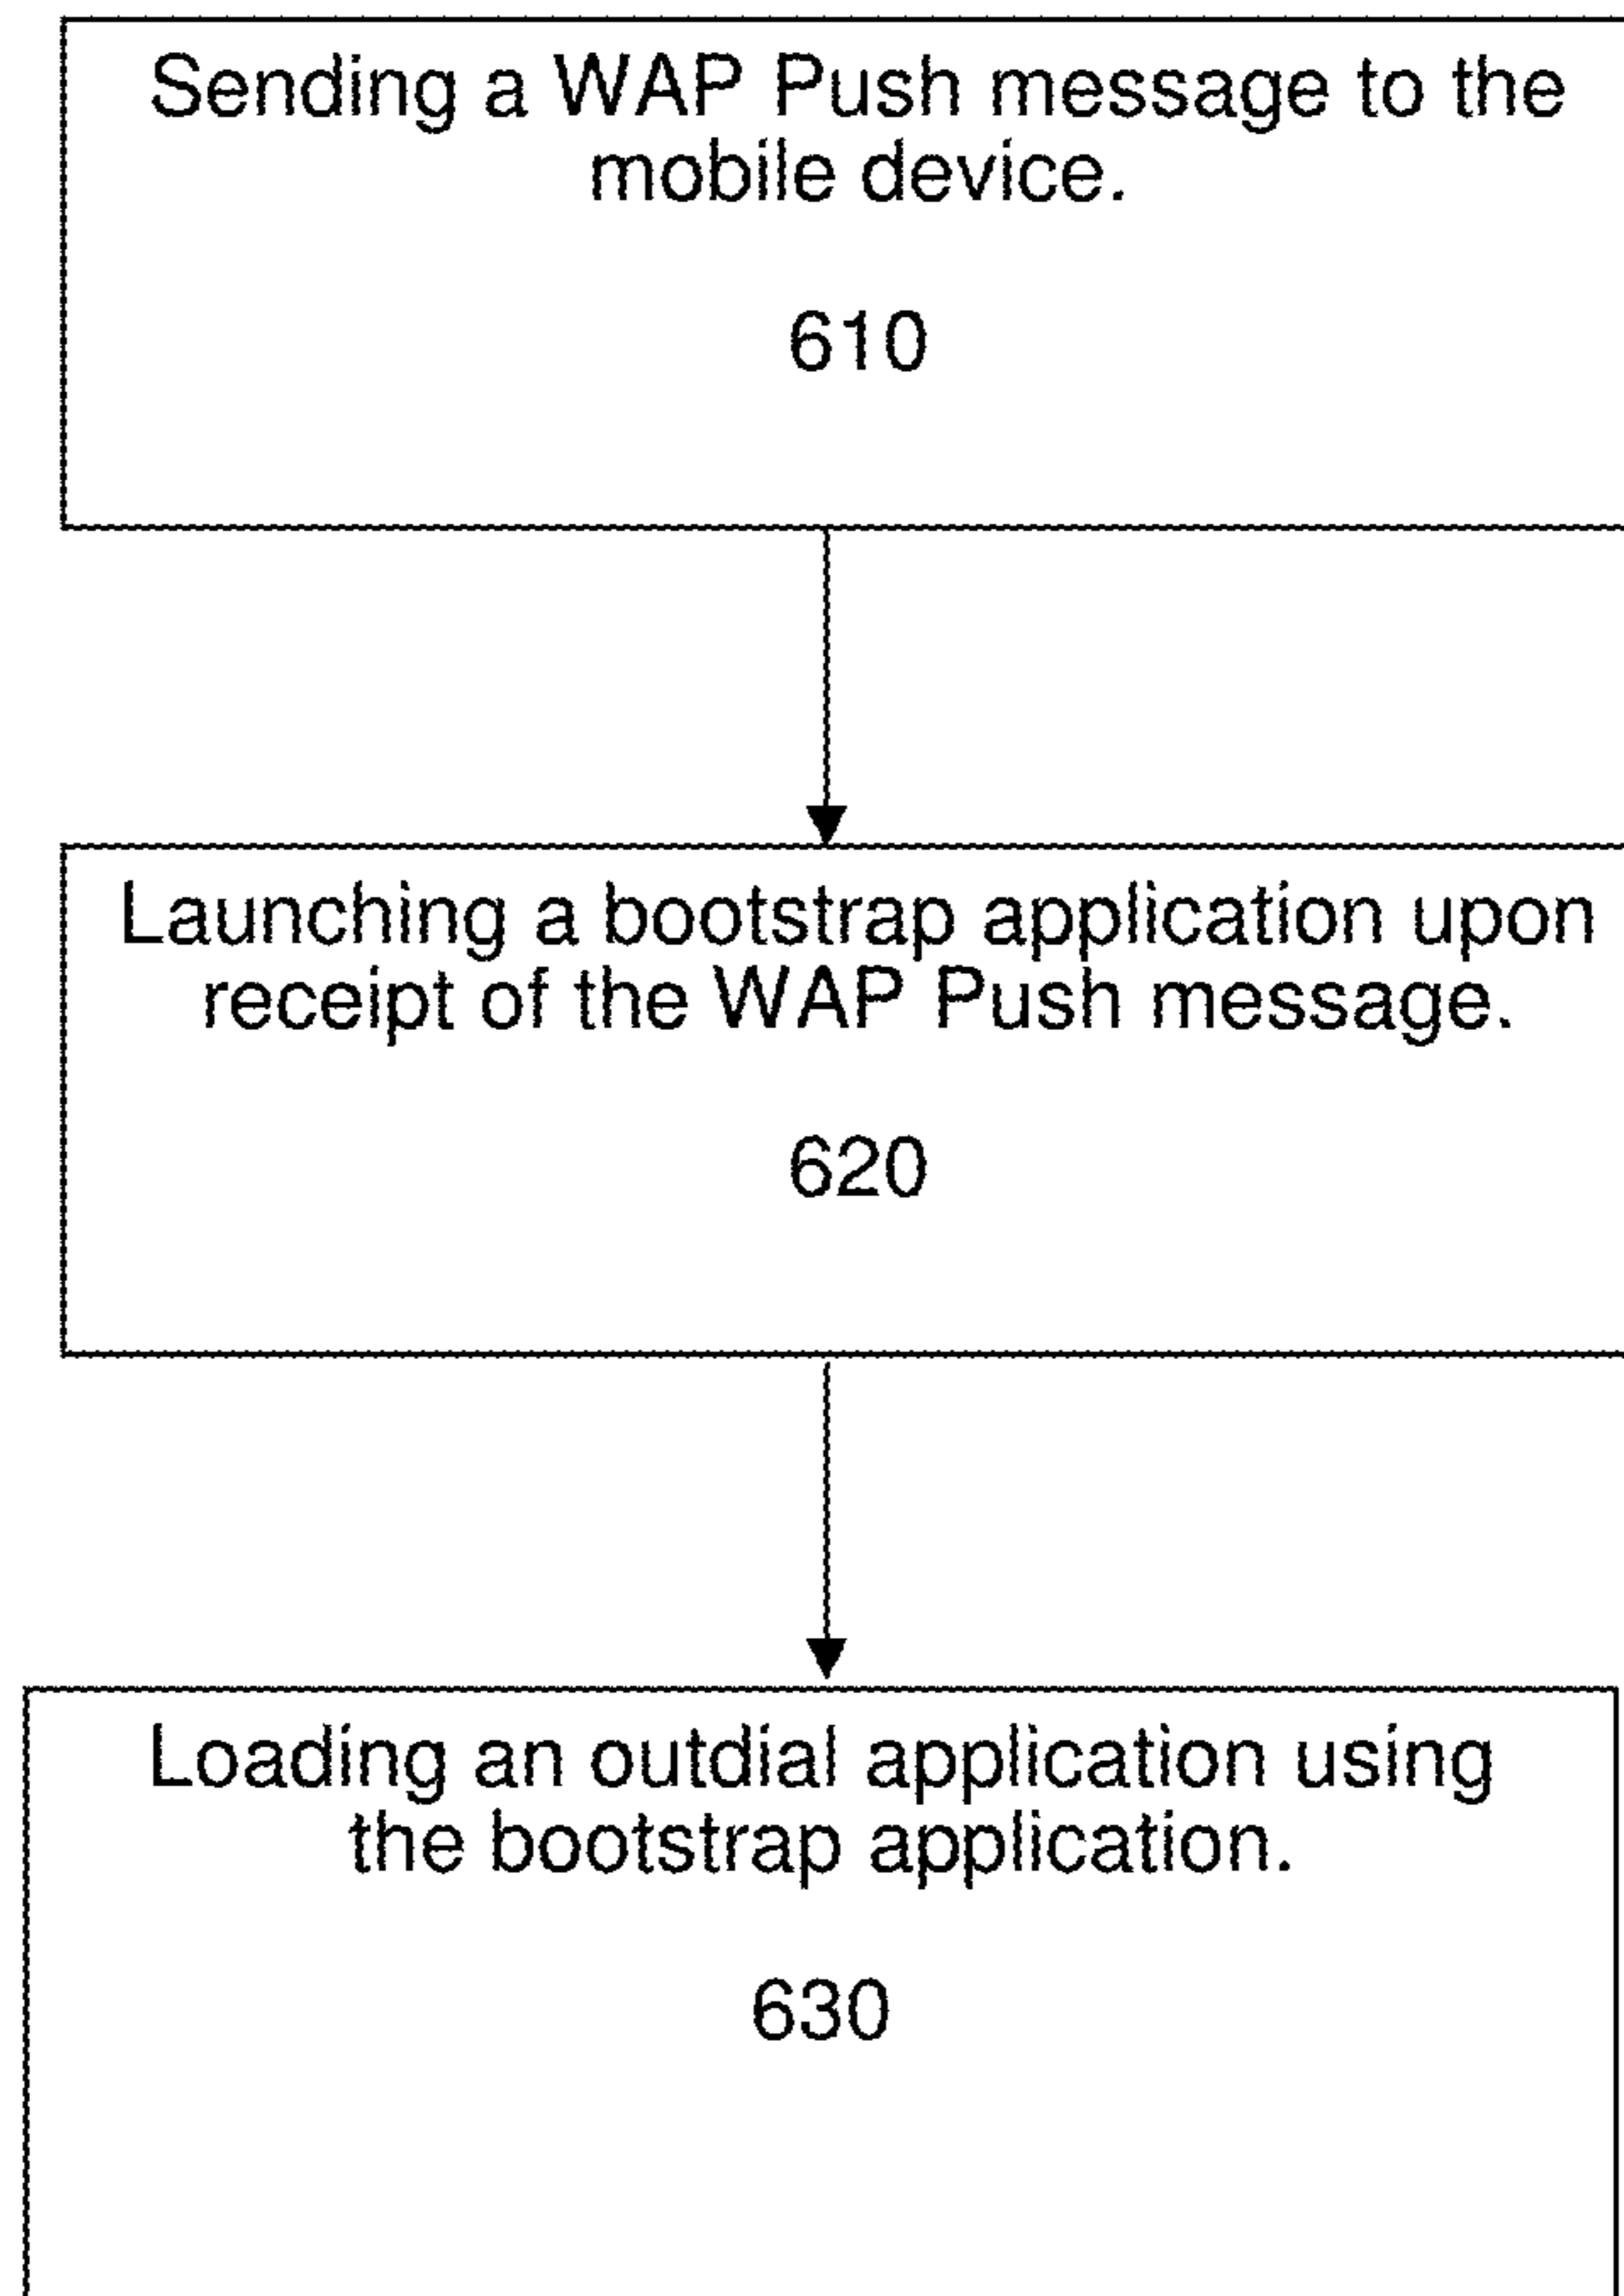 Sending a WAP Push message to the
mobile device.
610
Launching a bootstrap application upon
receipt of the WAP Push message.
620
Loading an outdial application using
the bootstrap application.
630